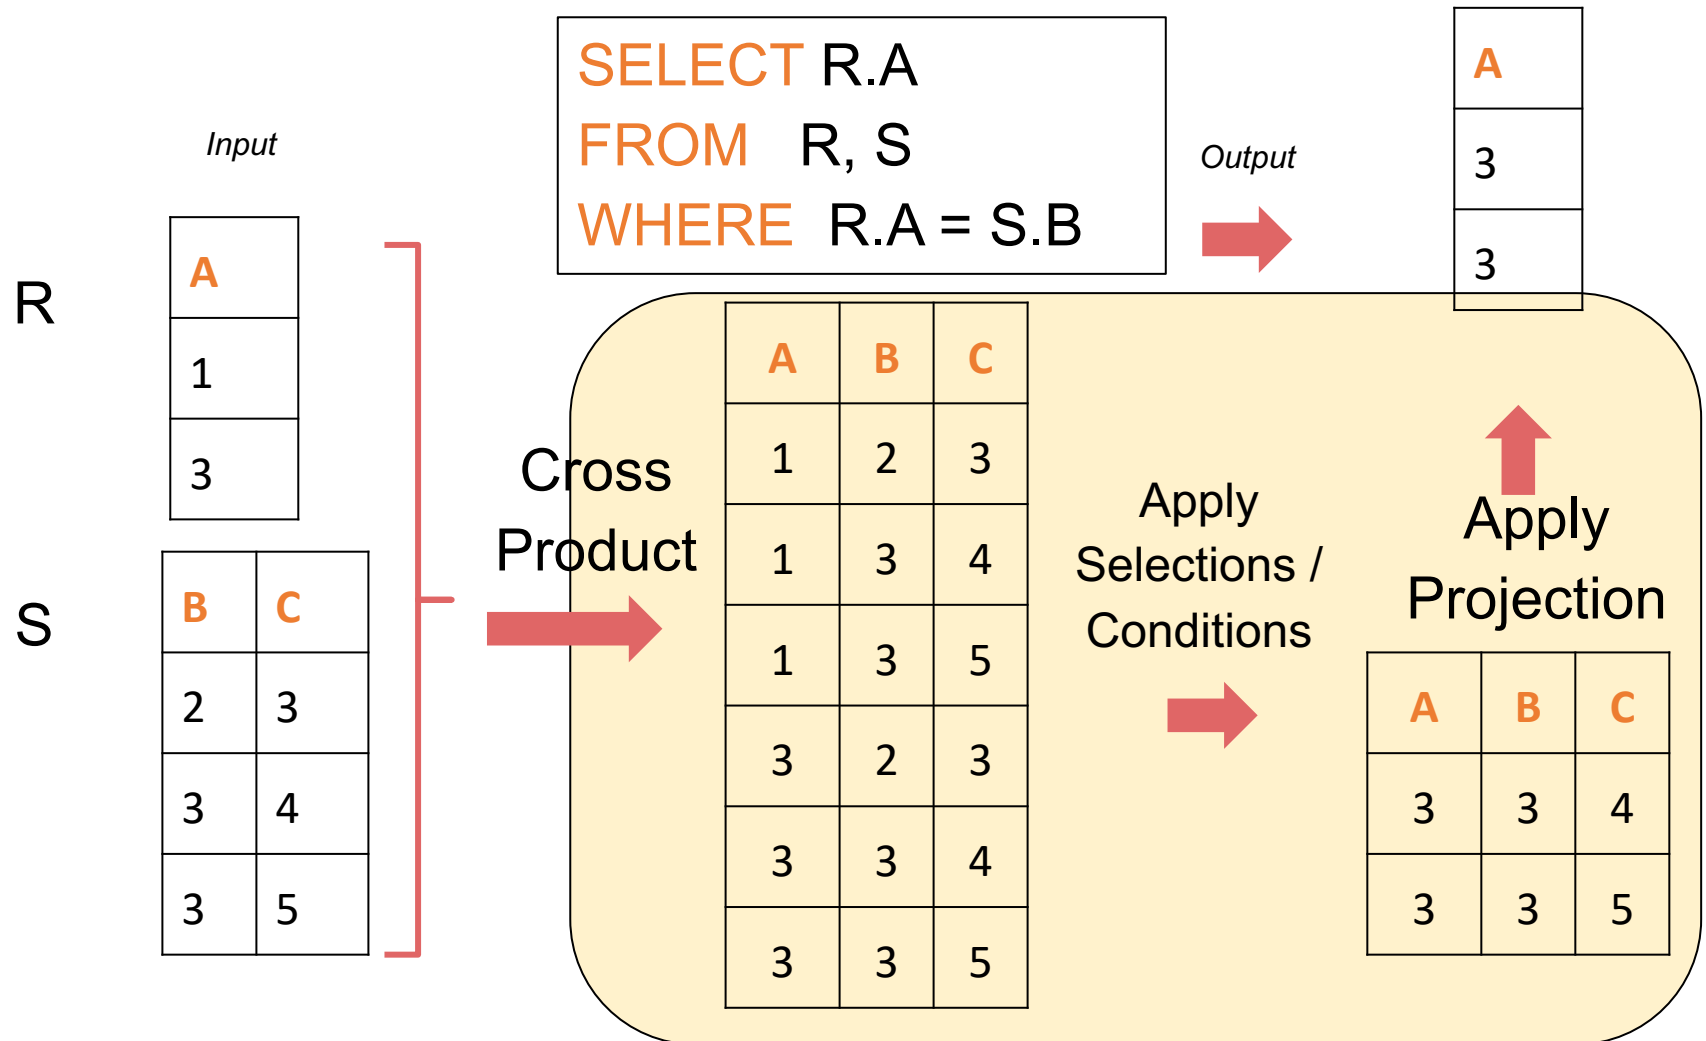 SELECT R.A
FROM R, S
WHERE R.A = S.B
Input
Output
R
A
1
3
S
B C
2 3
3 4
3 5
Cross
Product
A B C
1 2 3
1 3 4
1 3 5
3 2 3
3 3 4
3 3 5
Apply
Selections /
Conditions
A B C
3 3 4
3 3 5
Apply
Projection
A
3
3